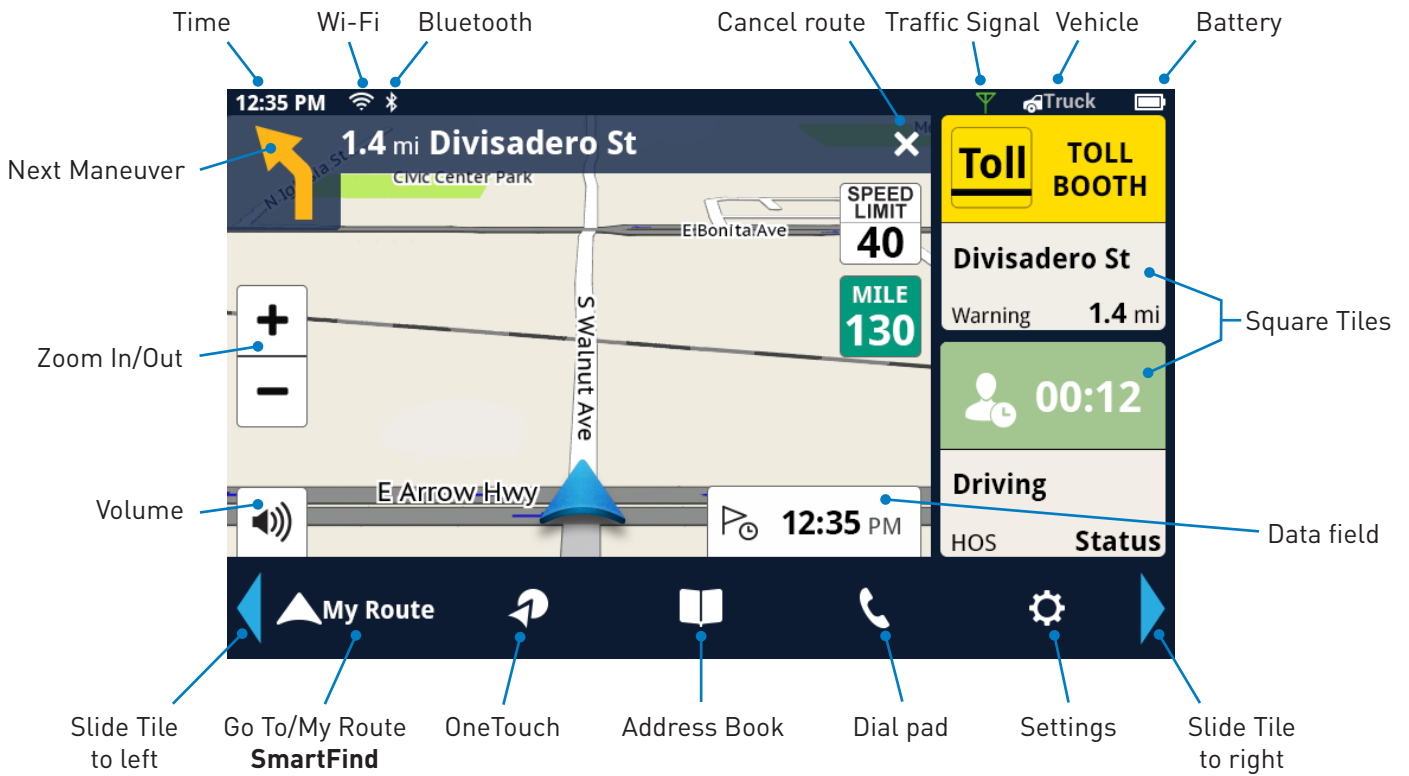 Time
Wi-Fi
Bluetooth
Cancel route
Traffic Signal
Vehicle
Battery
12:35 PM
Truck
Next Maneuver
1.4 mi Divisadero St
Civic Center Park
SPEED
LIMIT
40
E Bonita Ave
MILE
130
Toll
TOLL
BOOTH
Divisadero St
Warning
1.4 mi
Square Tiles
Zoom In/Out
+
−
S Walnut Ave
00:12
Volume
E Arrow Hwy
12:35 PM
Driving
HOS
Status
Data field
My Route
Slide Tile
to left
Go To/My Route
SmartFind
OneTouch
Address Book
Dial pad
Settings
Slide Tile
to right